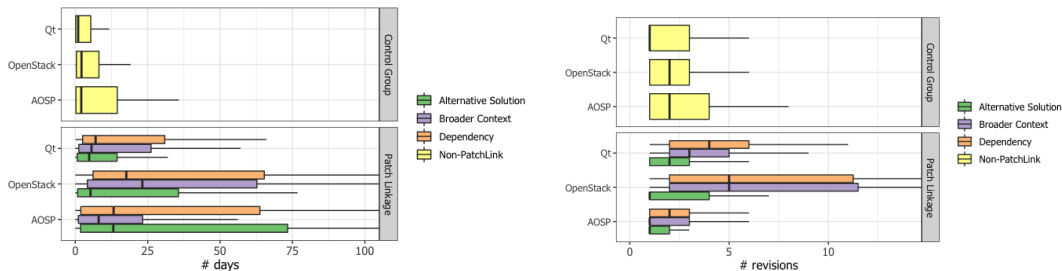 Qt
OpenStack
AOSP
Control Group
Qt
OpenStack
AOSP
Patch Linkage
0
25
50
75
100
# days
Alternative Solution
Broader Context
Dependency
Non-PatchLink
Qt
OpenStack
AOSP
Control Group
Qt
OpenStack
AOSP
Patch Linkage
0
5
10
# revisions
Alternative Solution
Broader Context
Dependency
Non-PatchLink